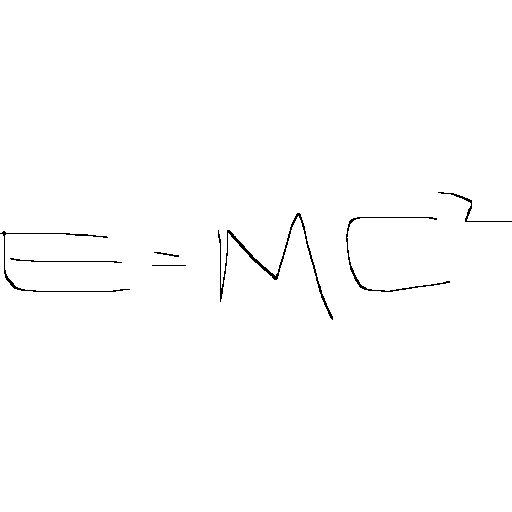 E = MC²